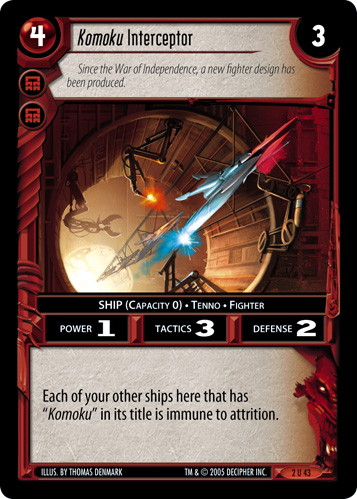 4
Komoku Interceptor
3
Since the War of Independence, a new fighter design has
been produced.
SHIP (CAPACITY 0) • TENNO • FIGHTER
POWER 1 TACTICS 3 DEFENSE 2
Each of your other ships here that has
“Komoku” in its title is immune to attrition.
ILLUS. BY THOMAS DENMARK
TM & © 2005 DECIPHER INC.
2 U 43